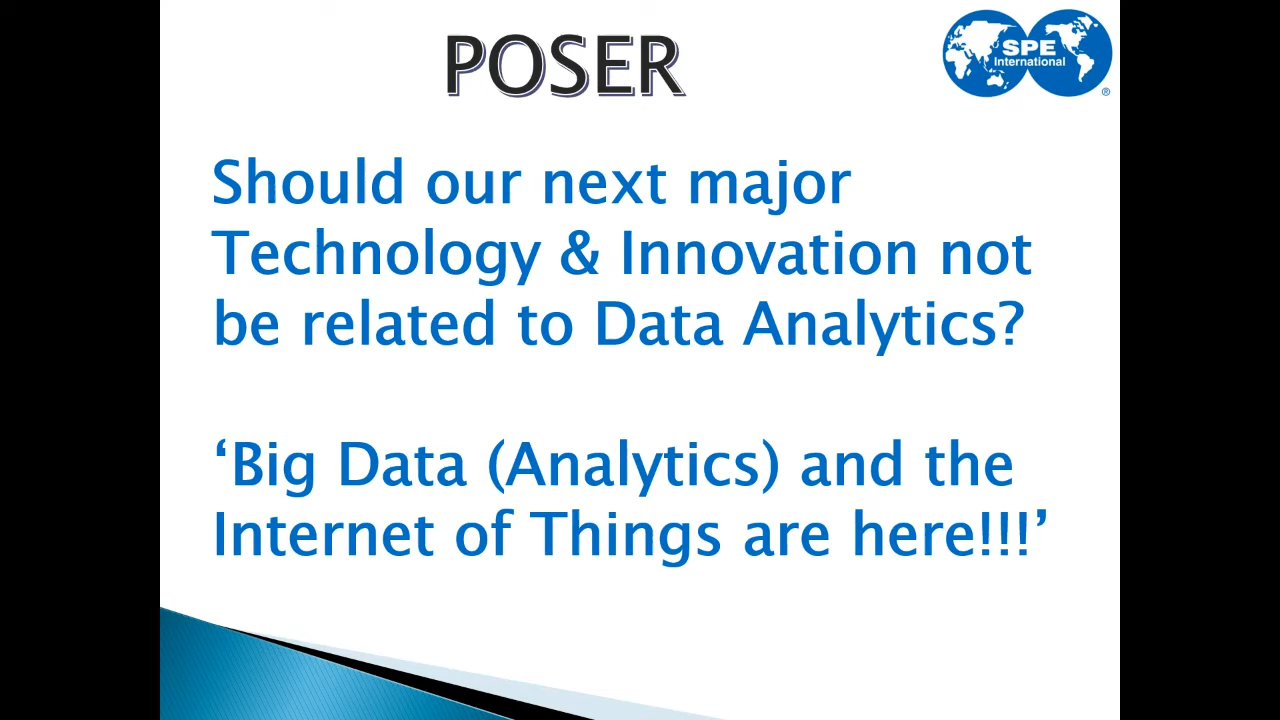 POSER
SPE
International
®
Should our next major
Technology & Innovation not
be related to Data Analytics?
‘Big Data (Analytics) and the
Internet of Things are here!!!’